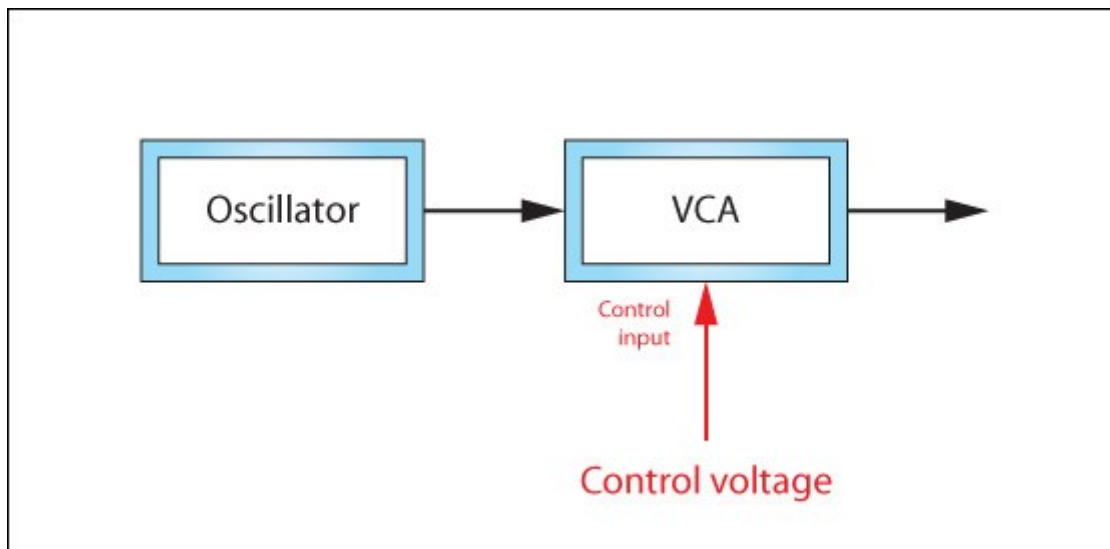 Oscillator
VCA
Control
input
Control voltage